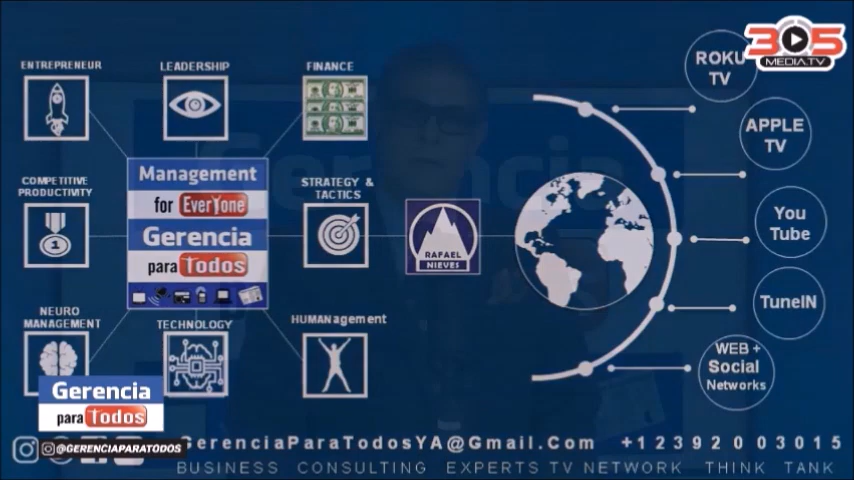 305
MEDIA.TV
ENTREPRENEUR
LEADERSHIP
FINANCE
ROKU
TV
APPLE
TV
Management
for Everyone
Gerencia
para Todos
COMPETITIVE
PRODUCTIVITY
1
STRATEGY &
TACTICS
RAFAEL
NIEVES
You
Tube
TuneIN
NEURO
MANAGEMENT
TECHNOLOGY
HUMANagement
WEB +
Social
Networks
Gerencia
para Todos
@GERENCIAPARATODOS
GerenciaParaTodosYA@Gmail.Com +12392003015
BUSINESS CONSULTING EXPERTS TV NETWORK THINK TANK